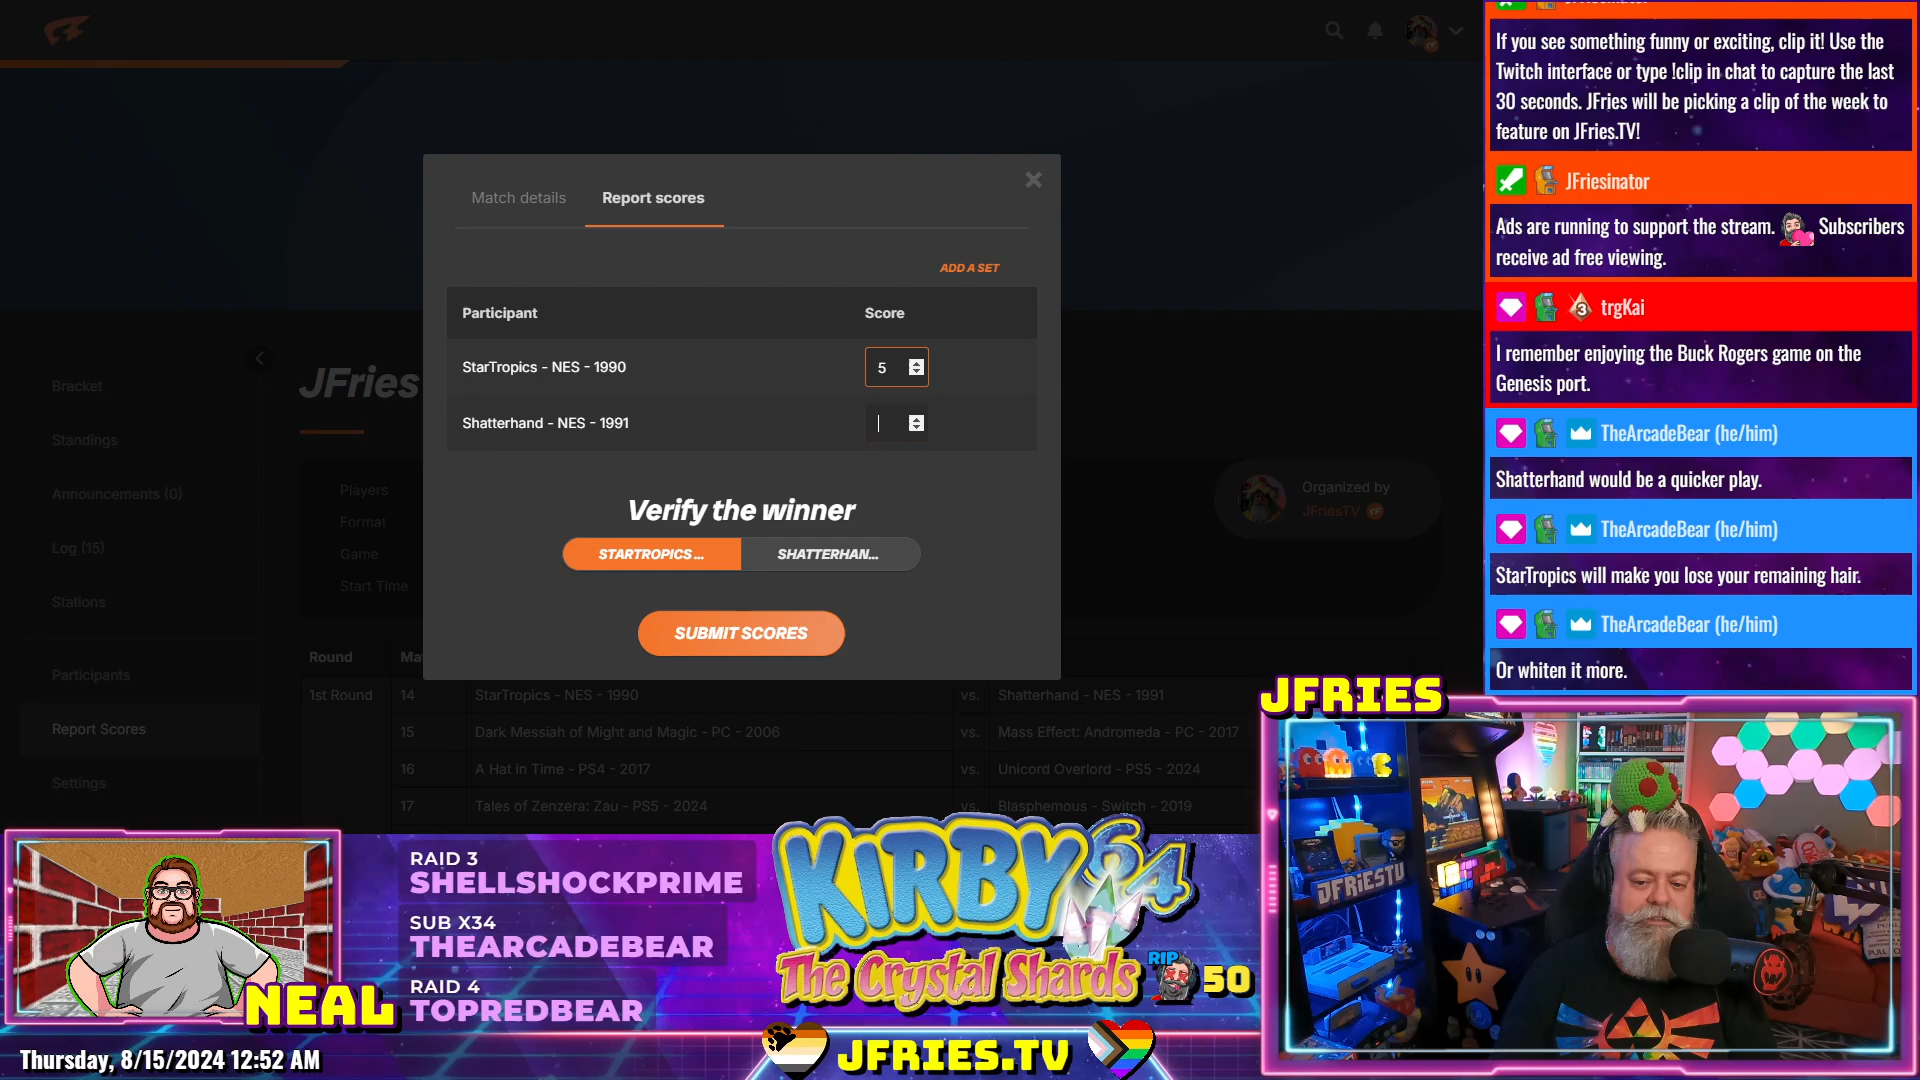 Match details
Report scores
ADD A SET
Participant
Score
StarTropics - NES - 1990
5
Shatterhand - NES - 1991
Verify the winner
STARTROPICS ...
SHATTERHAN...
SUBMIT SCORES
Bracket
Standings
Announcements (0)
Log (15)
Stations
Participants
Report Scores
Settings
JFries
Players
Format
Game
Start Time
Organized by
JFriesTV
Round
1st Round
14
StarTropics - NES - 1990
vs.
Shatterhand - NES - 1991
15
Dark Messiah of Might and Magic - PC - 2006
vs.
Mass Effect: Andromeda - PC - 2017
16
A Hat in Time - PS4 - 2017
vs.
Unicorn Overlord - PS5 - 2024
17
Tales of Zenzera: Zau - PS5 - 2024
vs.
Blasphemous - Switch - 2019
If you see something funny or exciting, clip it! Use the
Twitch interface or type !clip in chat to capture the last
30 seconds. JFries will be picking a clip of the week to
feature on JFries.TV!
JFriesinator
Ads are running to support the stream. Subscribers
receive ad free viewing.
3 trgKai
I remember enjoying the Buck Rogers game on the
Genesis port.
TheArcadeBear (he/him)
Shatterhand would be a quicker play.
TheArcadeBear (he/him)
StarTropics will make you lose your remaining hair.
TheArcadeBear (he/him)
Or whiten it more.
JFRIES
JFRIESTV
NEAL
RAID 3
SHELLSHOCKPRIME
SUB X34
THEARCADEBEAR
RAID 4
TOPREDBEAR
KIRBY 64
The Crystal Shards
RIP
50
JFRIES.TV
Thursday, 8/15/2024 12:52 AM